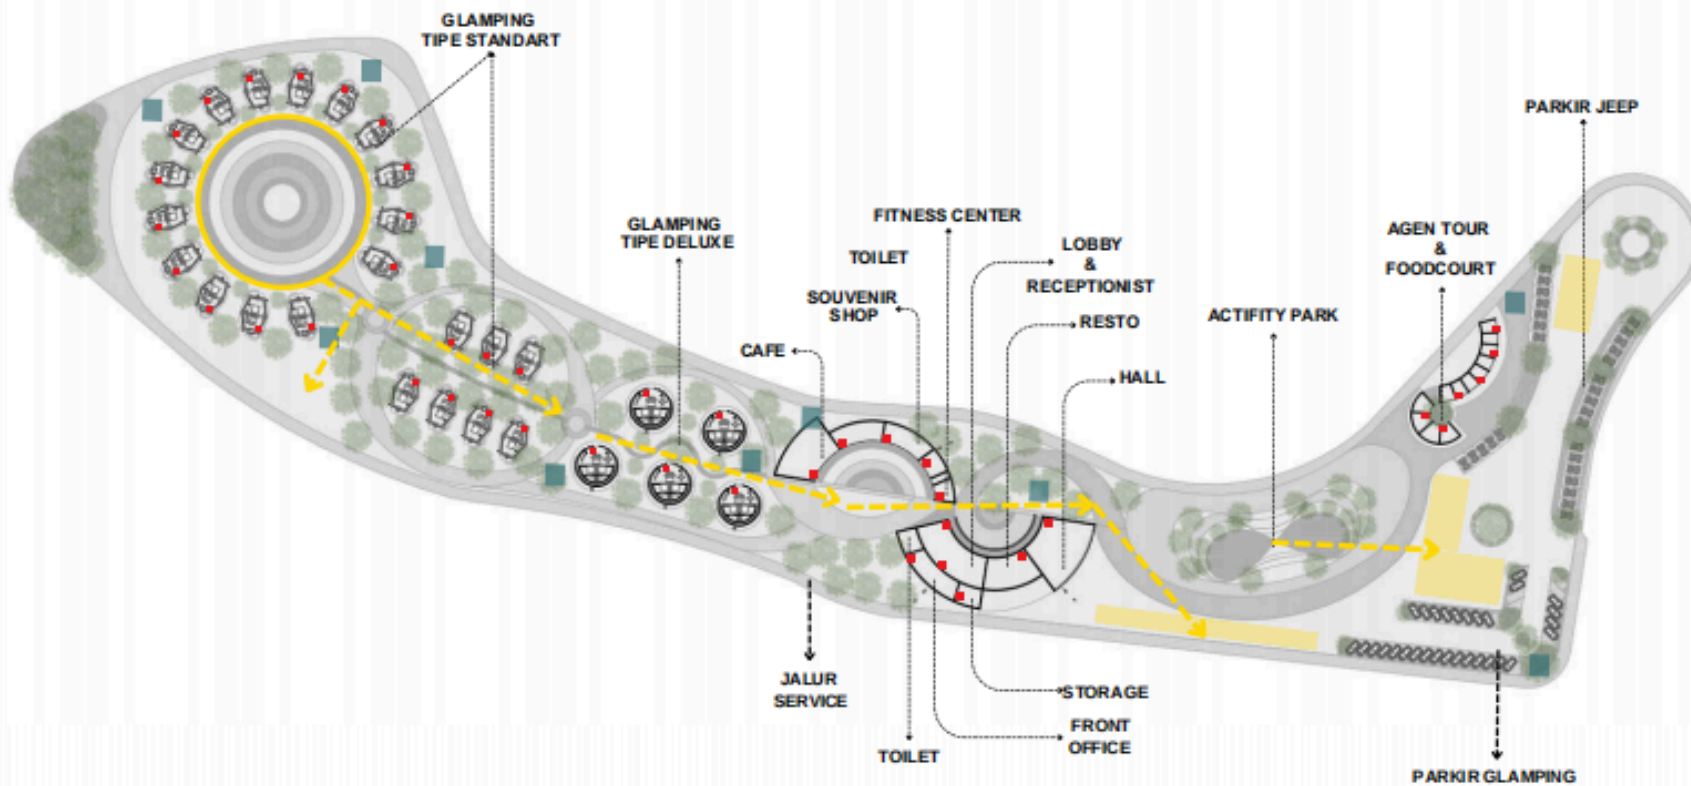 GLAMPING
TIPE STANDART
PARKIR JEEP
GLAMPING
TIPE DELUXE
FITNESS CENTER
TOILET
LOBBY
&
RECEPTIONIST
AGEN TOUR
&
FOODCOURT
SOUVENIR
SHOP
RESTO
ACTIFITY PARK
CAFE
HALL
JALUR
SERVICE
STORAGE
FRONT
OFFICE
TOILET
PARKIR GLAMPING